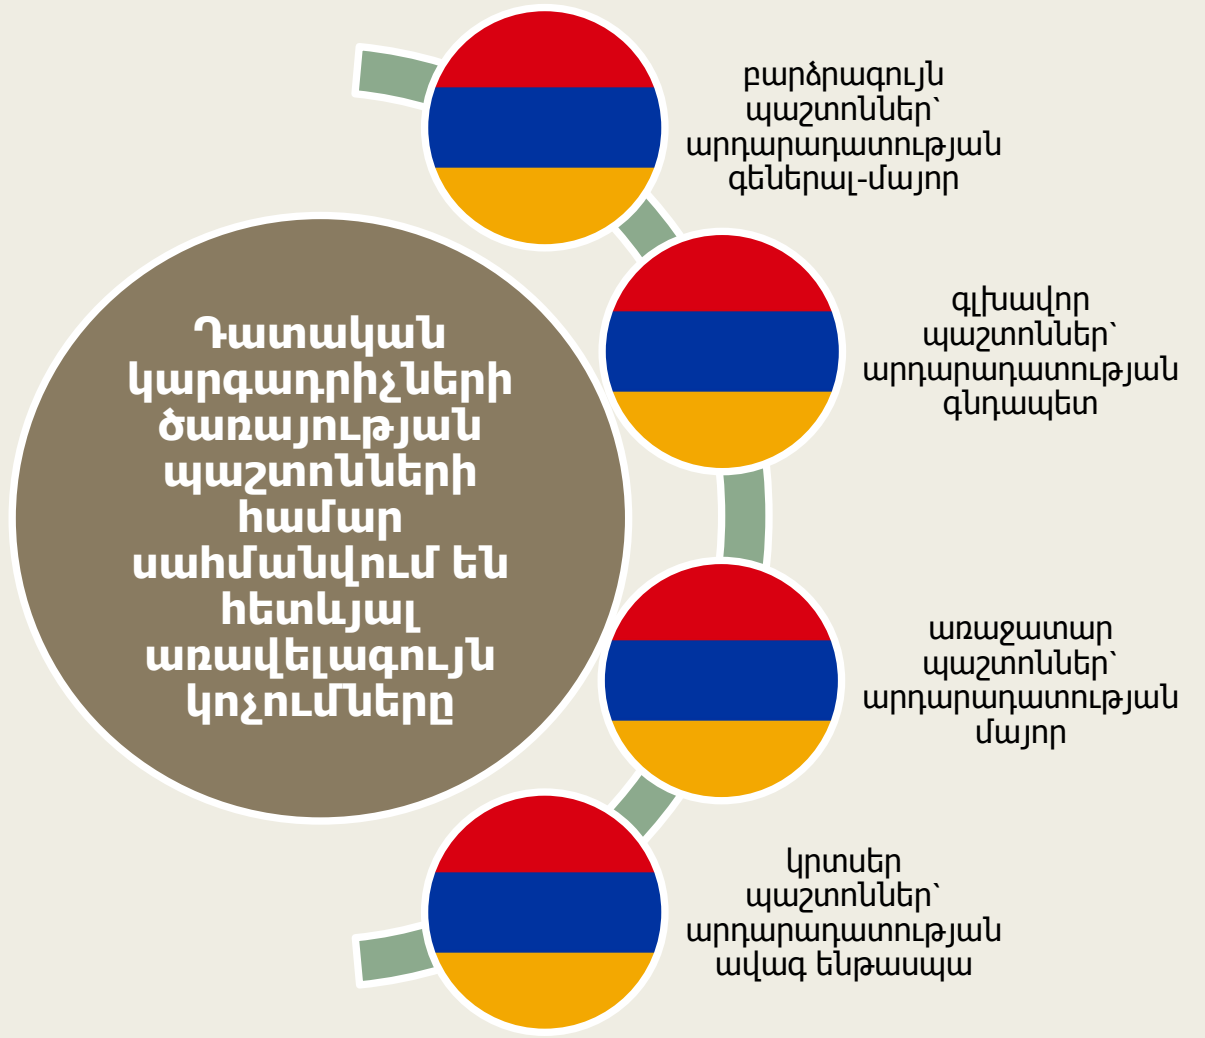 Դատական
կարգադրիչների
ծառայության
պաշտոնների
համար
սահմանվում են
հետևյալ
առավելագույն
կոչումները
բարձրագույն
պաշտոններ՝
արդարադատության
գեներալ-մայոր
գլխավոր
պաշտոններ՝
արդարադատության
գնդապետ
առաջատար
պաշտոններ՝
արդարադատության
մայոր
կրտսեր
պաշտոններ՝
արդարադատության
ավագ ենթասպա